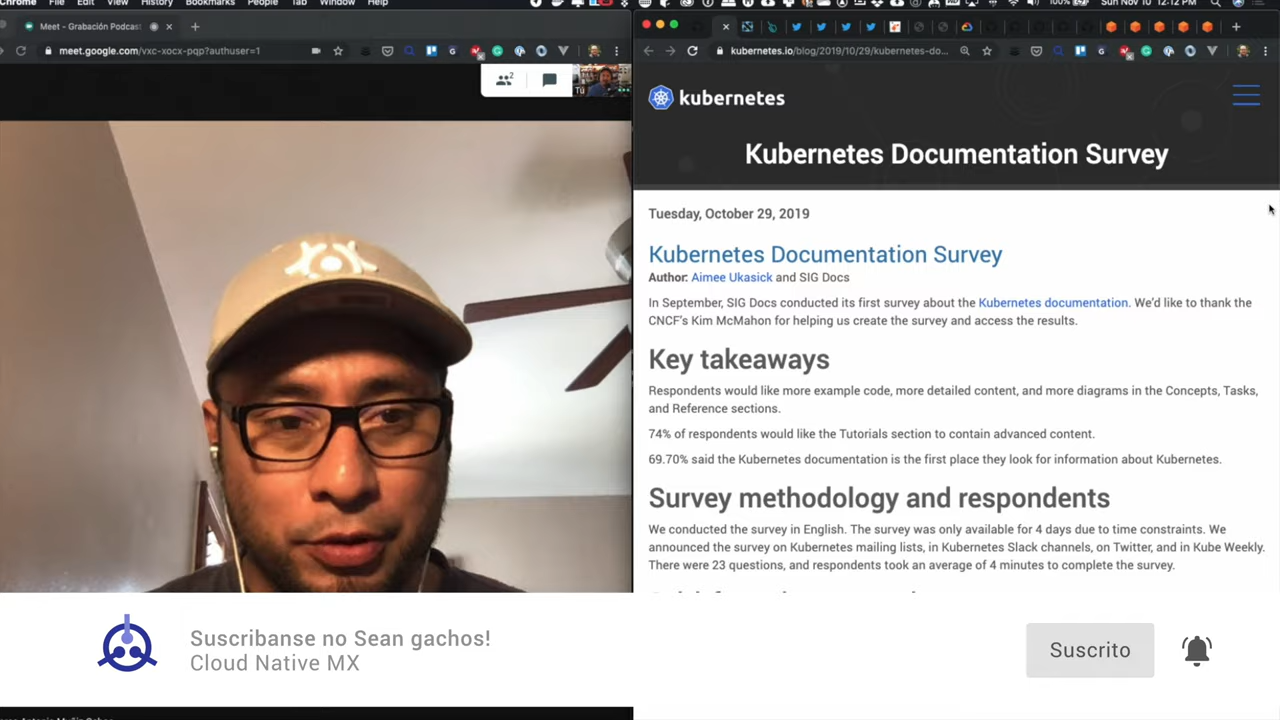 Chrome File Edit View History Bookmarks People Tab Window Help
100% Sun Nov 10 12:12 PM
Meet - Grabación Podcas
meet.google.com/vxc-xocx-pqp?authuser=1
kubernetes.io/blog/2019/10/29/kubernetes-do...
2
Tú
kubernetes
Kubernetes Documentation Survey
Tuesday, October 29, 2019
Kubernetes Documentation Survey
Author: Aimee Ukasick and SIG Docs
In September, SIG Docs conducted its first survey about the Kubernetes documentation. We'd like to thank the
CNCF's Kim McMahon for helping us create the survey and access the results.
Key takeaways
Respondents would like more example code, more detailed content, and more diagrams in the Concepts, Tasks,
and Reference sections.
74% of respondents would like the Tutorials section to contain advanced content.
69.70% said the Kubernetes documentation is the first place they look for information about Kubernetes.
Survey methodology and respondents
We conducted the survey in English. The survey was only available for 4 days due to time constraints. We
announced the survey on Kubernetes mailing lists, in Kubernetes Slack channels, on Twitter, and in Kube Weekly.
There were 23 questions, and respondents took an average of 4 minutes to complete the survey.
Suscribanse no Sean gachos!
Cloud Native MX
Suscrito